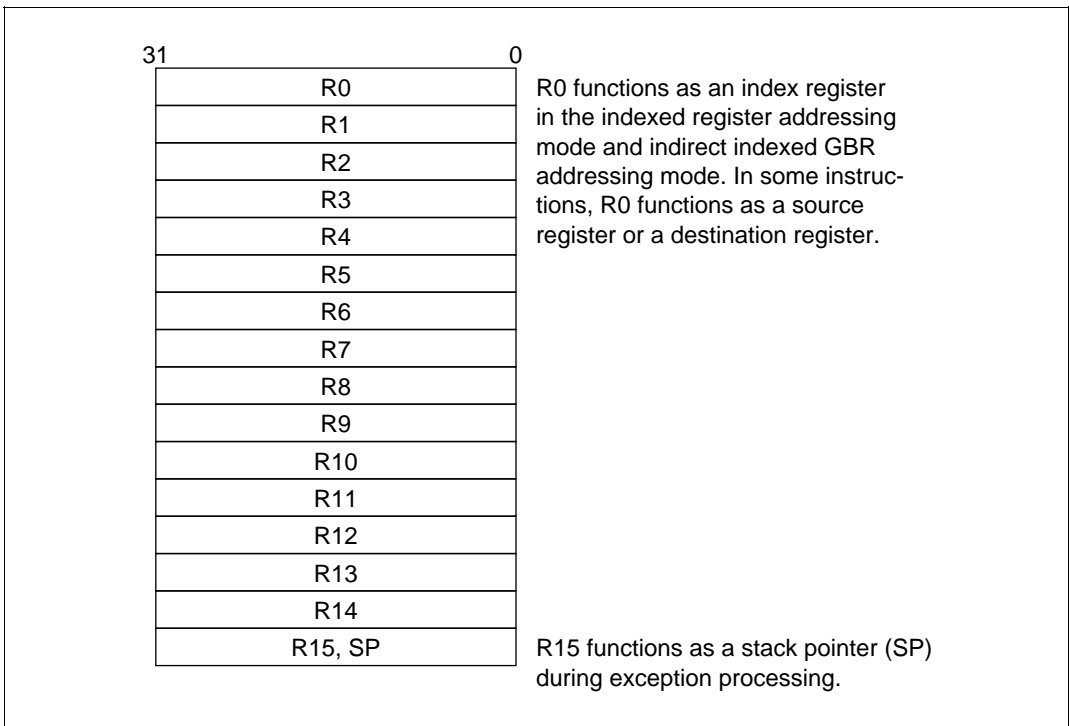 31 0
R0
R0 functions as an index register
R1
in the indexed register addressing
R2
mode and indirect indexed GBR
addressing mode. In some instruc-
R3
tions, R0 functions as a source
R4
register or a destination register.
R5
R6
R7
R8
R9
R10
R11
R12
R13
R14
R15, SP
R15 functions as a stack pointer (SP)
during exception processing.